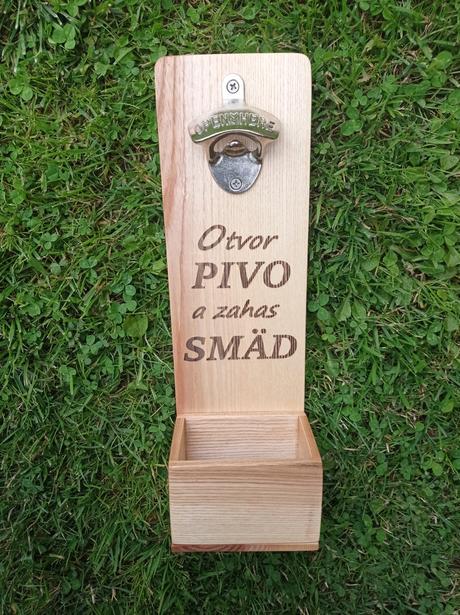 OPEN HERE
Otvor
PIVO
a zahas
SMÄD